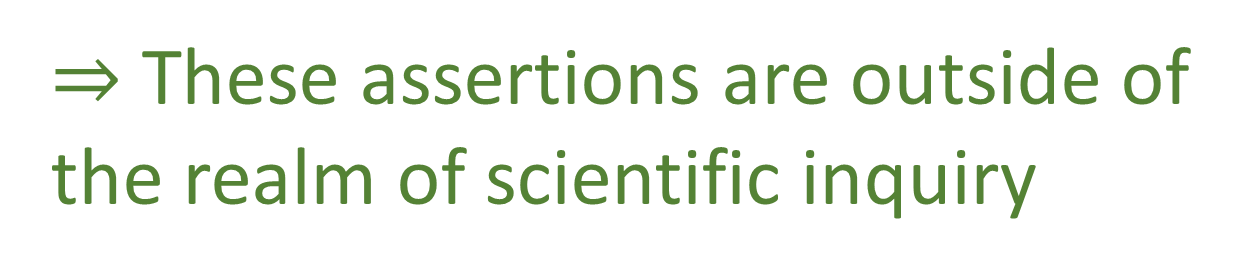 ⇒ These assertions are outside of
the realm of scientific inquiry